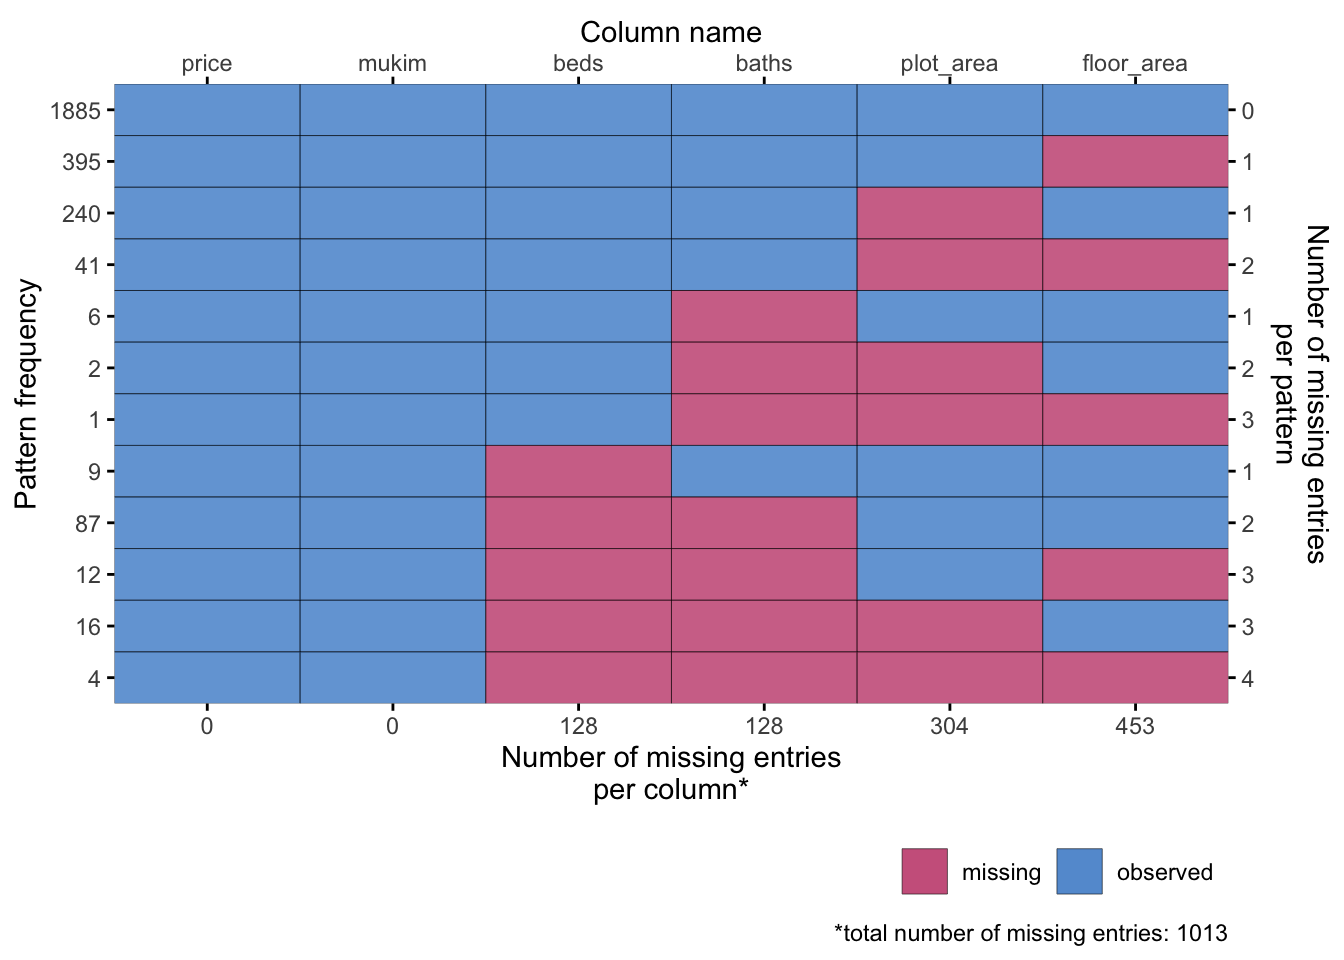 Column name
price mukim beds baths plot_area floor_area
1885 0
395 1
240 1
41 2
6 1
2 2
1 3
9 1
87 2
12 3
16 3
4 4
Pattern frequency
Number of missing entries
per pattern
0 0 128 128 304 453
Number of missing entries
per column*
missing observed
*total number of missing entries: 1013